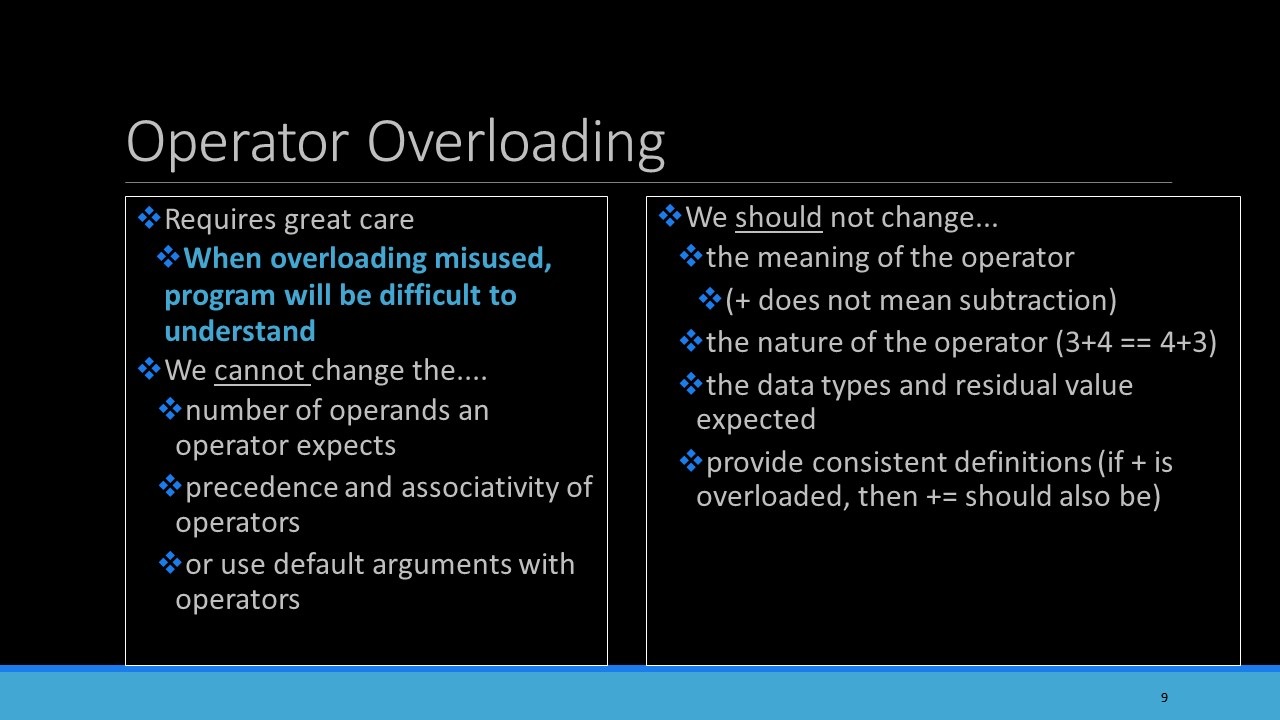 Operator Overloading
❖Requires great care
❖When overloading misused,
program will be difficult to
understand
❖We cannot change the....
❖number of operands an
operator expects
❖precedence and associativity of
operators
❖or use default arguments with
operators
❖We should not change...
❖the meaning of the operator
❖(+ does not mean subtraction)
❖the nature of the operator (3+4 == 4+3)
❖the data types and residual value
expected
❖provide consistent definitions (if + is
overloaded, then += should also be)
9